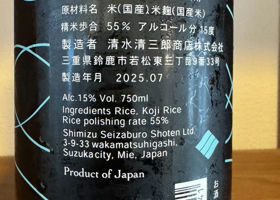 原材料名 米(国産)米麹(国産米)
精米歩合 55% アルコール分 15度
製造者 清水清三郎商店株式会社
三重県鈴鹿市若松東三丁目9番33号
製造年月 2025.07
Alc.15% Vol. 750ml
Ingredients Rice, Koji Rice
Rice polishing rate 55%
Shimizu Seizaburo Shoten Ltd.
3-9-33 wakamatsuhigashi,
Suzukacity, Mie, Japan
Product of Japan
お酒